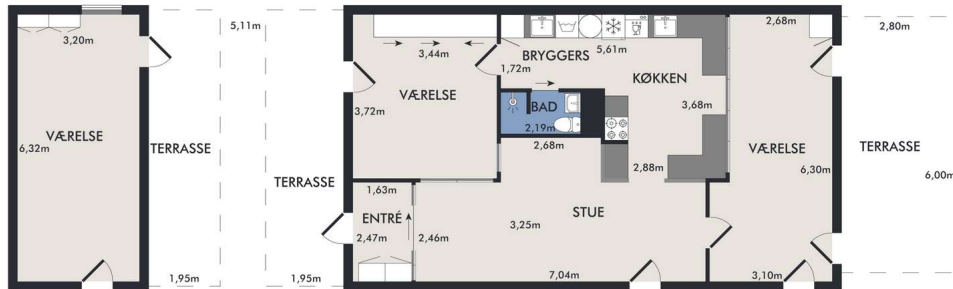 3,20m
VÆRELSE
6,32m
TERRASSE
1,95m
5,11m
TERRASSE
1,95m
3,44m
VÆRELSE
3,72m
1,63m
ENTRÉ
2,47m
2,46m
BRYGGERS
5,61m
1,72m
KØKKEN
3,68m
BAD
2,19m
2,68m
2,88m
STUE
3,25m
7,04m
2,68m
VÆRELSE
6,30m
3,10m
2,80m
TERRASSE
6,00m